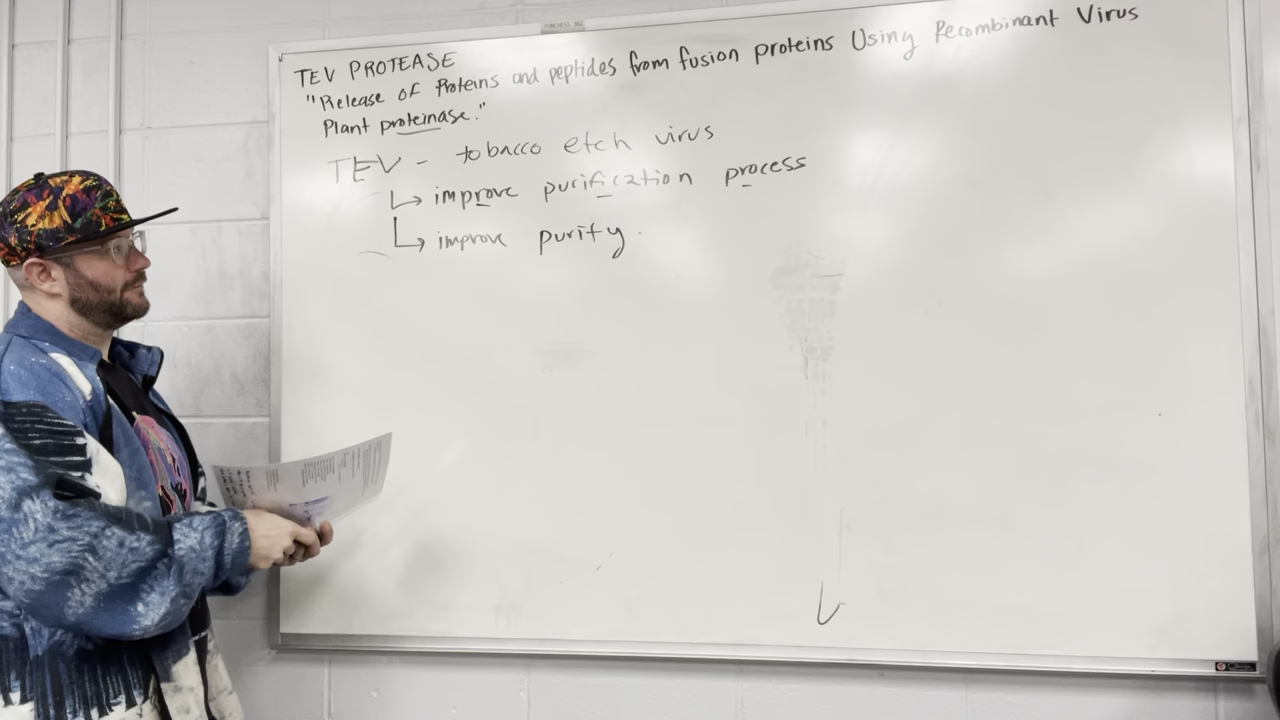 TEV PROTEASE
"Release of Proteins and peptides from fusion proteins Using Recombinant Virus
Plant proteinase."
TEV - tobacco etch virus
↳ improve purification process
↳ improve purity.